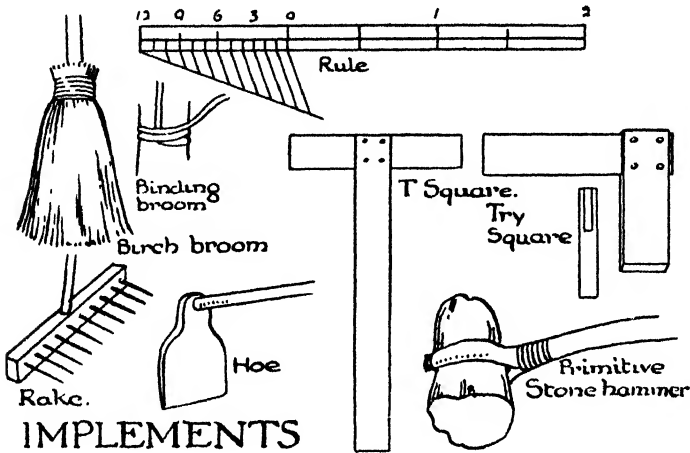 12 9 6 3 0 1 2
Rule
Binding
broom
Birch broom
T Square.
Try
Square
Hoe
Rake.
Primitive
Stone hammer
IMPLEMENTS